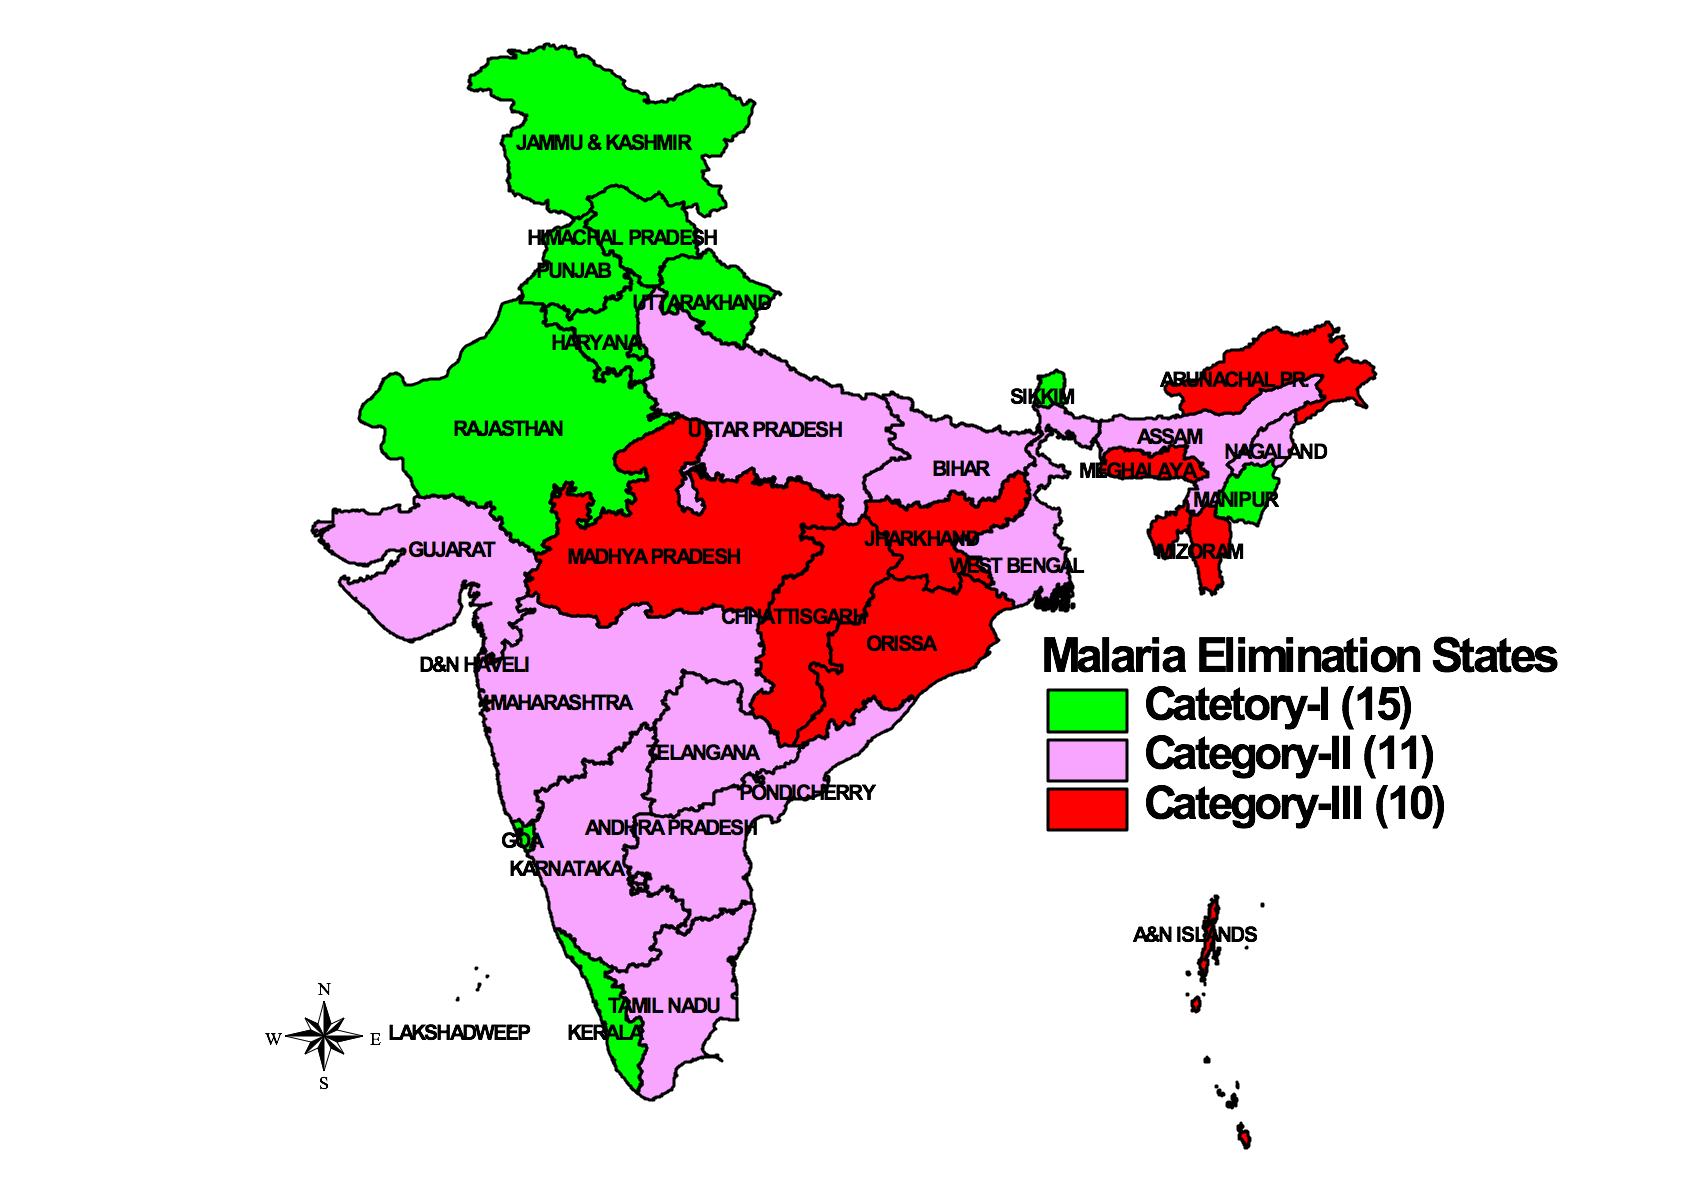 JAMMU & KASHMIR
HIMACHAL PRADESH
PUNJAB
UTTARAKHAND
HARYANA
ARUNACHAL PR.
SIKKIM
RAJASTHAN
UTTAR PRADESH
ASSAM
NAGALAND
BIHAR
MEGHALAYA
MANIPUR
GUJARAT
MADHYA PRADESH
JHARKHAND
MIZORAM
WEST BENGAL
CHHATTISGARH
ORISSA
D&N HAVELI
MAHARASHTRA
TELANGANA
PONDICHERRY
ANDHRA PRADESH
GOA
KARNATAKA
A&N ISLANDS
TAMIL NADU
LAKSHADWEEP
KERALA
Malaria Elimination States
Catetory-I (15)
Category-II (11)
Category-III (10)
N
W
E
S